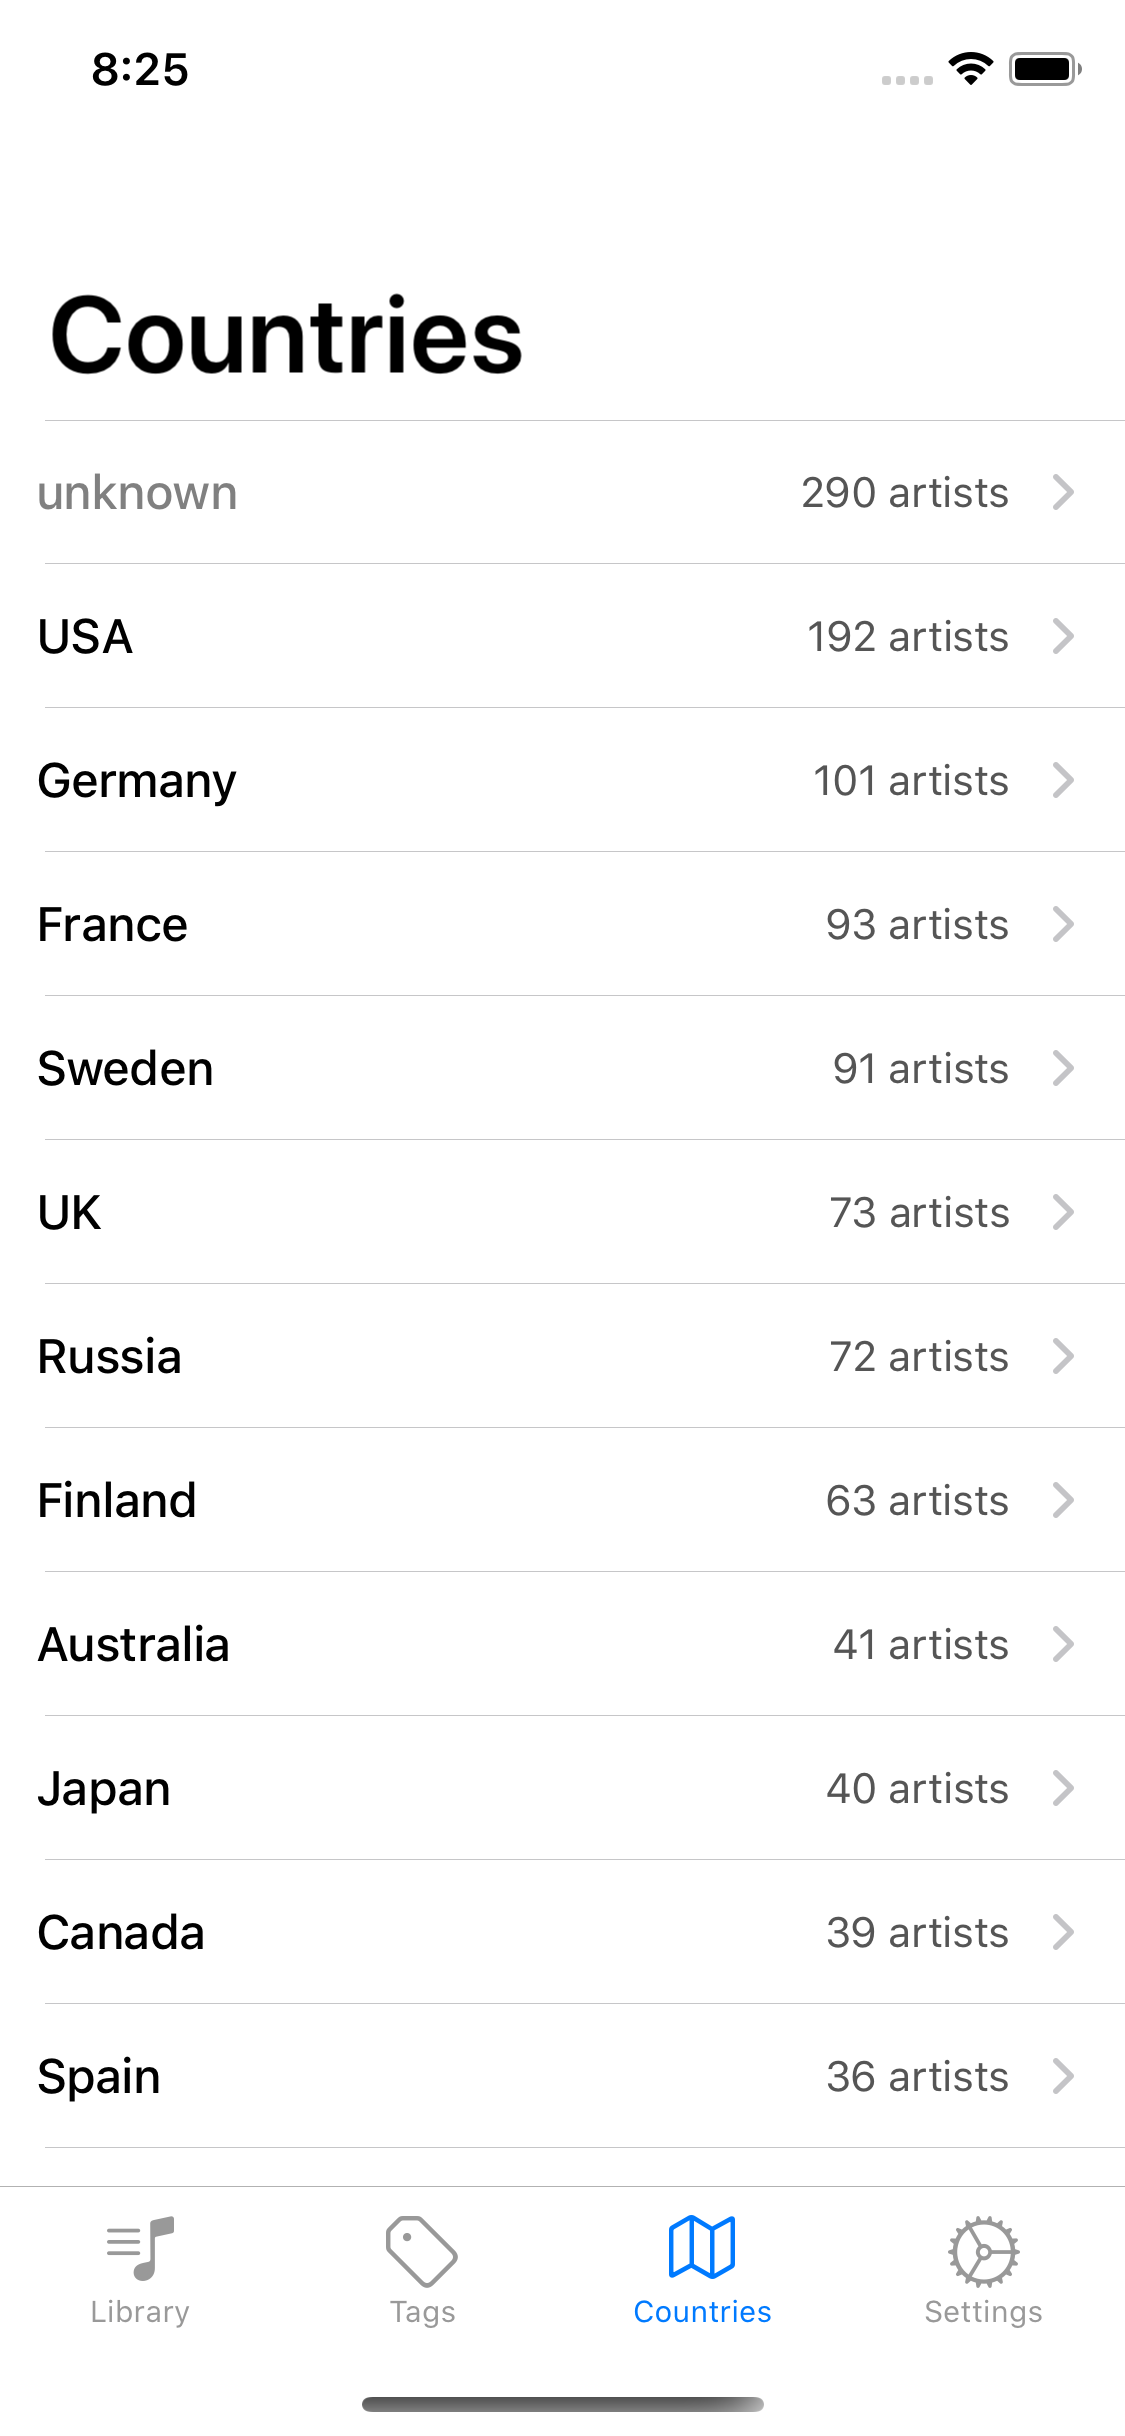 8:25
Countries
unknown 290 artists
USA 192 artists
Germany 101 artists
France 93 artists
Sweden 91 artists
UK 73 artists
Russia 72 artists
Finland 63 artists
Australia 41 artists
Japan 40 artists
Canada 39 artists
Spain 36 artists
Library Tags Countries Settings